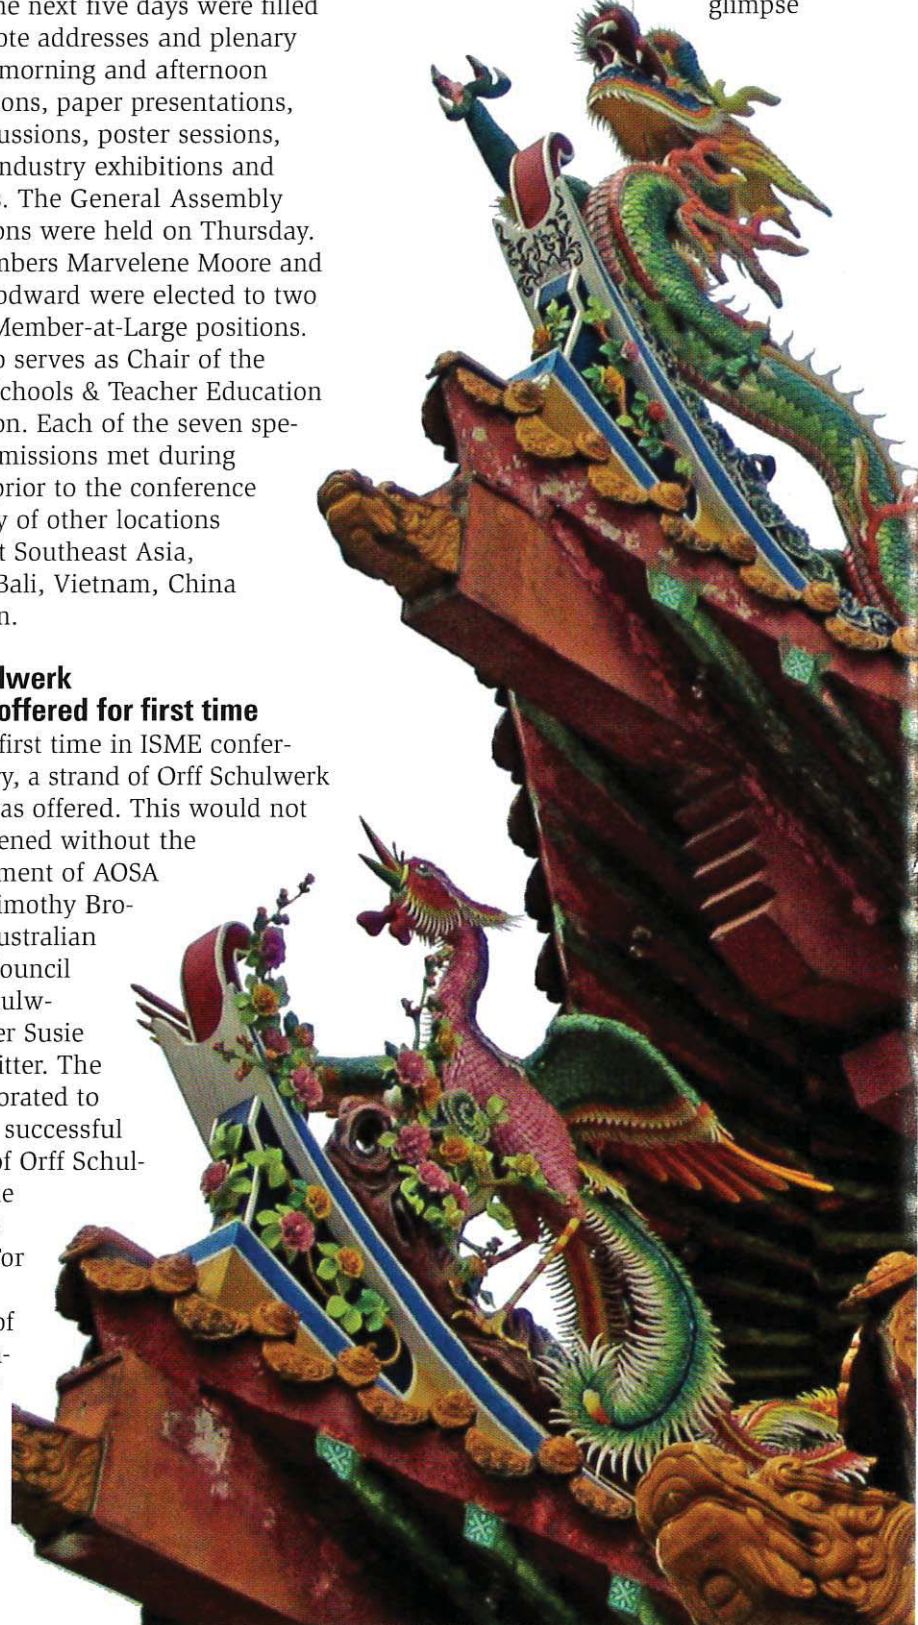 he next five days were filled
ote addresses and plenary
morning and afternoon
ons, paper presentations,
ussions, poster sessions,
ndustry exhibitions and
s. The General Assembly
ons were held on Thursday.
mbers Marvelene Moore and
odward were elected to two
Member-at-Large positions.
o serves as Chair of the
chools & Teacher Education
on. Each of the seven spe-
missions met during
prior to the conference
y of other locations
t Southeast Asia,
Bali, Vietnam, China
n.
lwerk
offered for first time
first time in ISME confer-
ry, a strand of Orff Schulwerk
as offered. This would not
ened without the
ment of AOSA
imothy Bro-
ustralian
ouncil
ulw-
er Susie
itter. The
orated to
successful
of Orff Schul-
e
or
of
-
glimpse